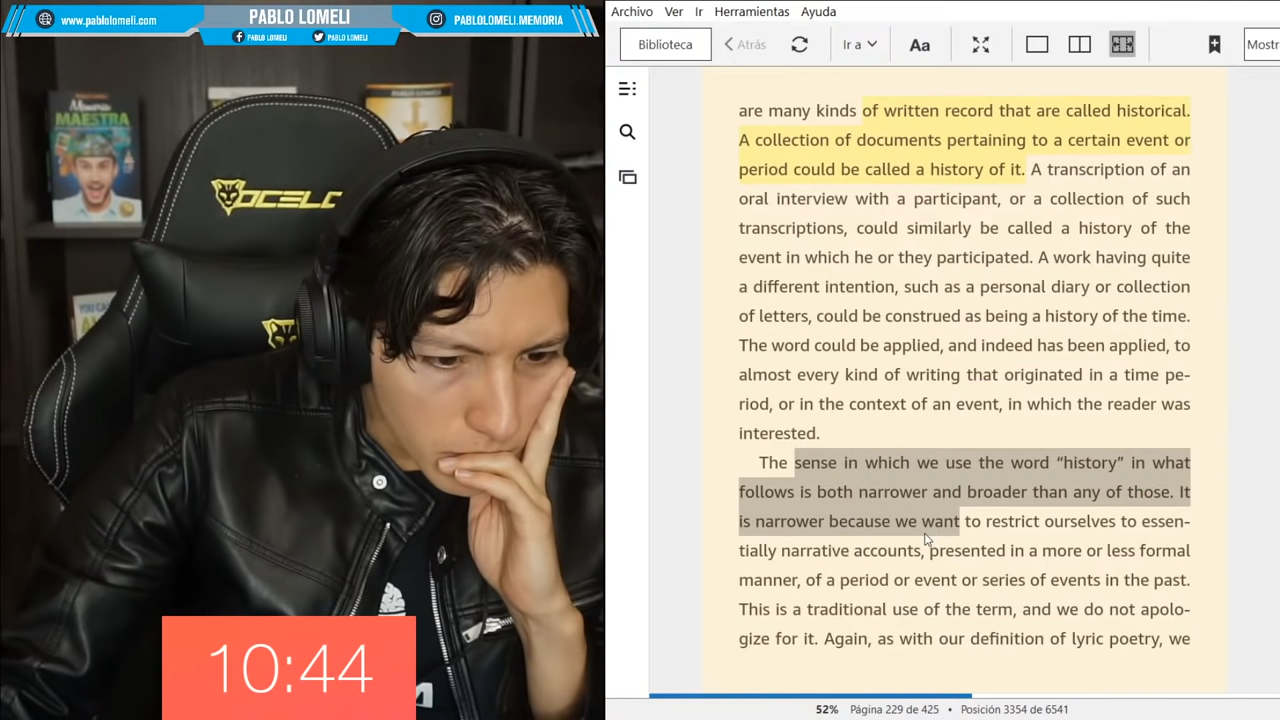 www.pablolomeli.com
PABLO LOMELI
PABLO LOMELI
PABLO LOMELI
PABLOLOMELI.MEMORIA
Memoria
MAESTRA
OCELO
10:44
Archivo Ver Ir Herramientas Ayuda
Biblioteca Atrás Ir a Aa Mostr
are many kinds of written record that are called historical.
A collection of documents pertaining to a certain event or
period could be called a history of it. A transcription of an
oral interview with a participant, or a collection of such
transcriptions, could similarly be called a history of the
event in which he or they participated. A work having quite
a different intention, such as a personal diary or collection
of letters, could be construed as being a history of the time.
The word could be applied, and indeed has been applied, to
almost every kind of writing that originated in a time pe-
riod, or in the context of an event, in which the reader was
interested.
The sense in which we use the word “history” in what
follows is both narrower and broader than any of those. It
is narrower because we want to restrict ourselves to essen-
tially narrative accounts, presented in a more or less formal
manner, of a period or event or series of events in the past.
This is a traditional use of the term, and we do not apolo-
gize for it. Again, as with our definition of lyric poetry, we
52% Página 229 de 425 • Posición 3354 de 6541